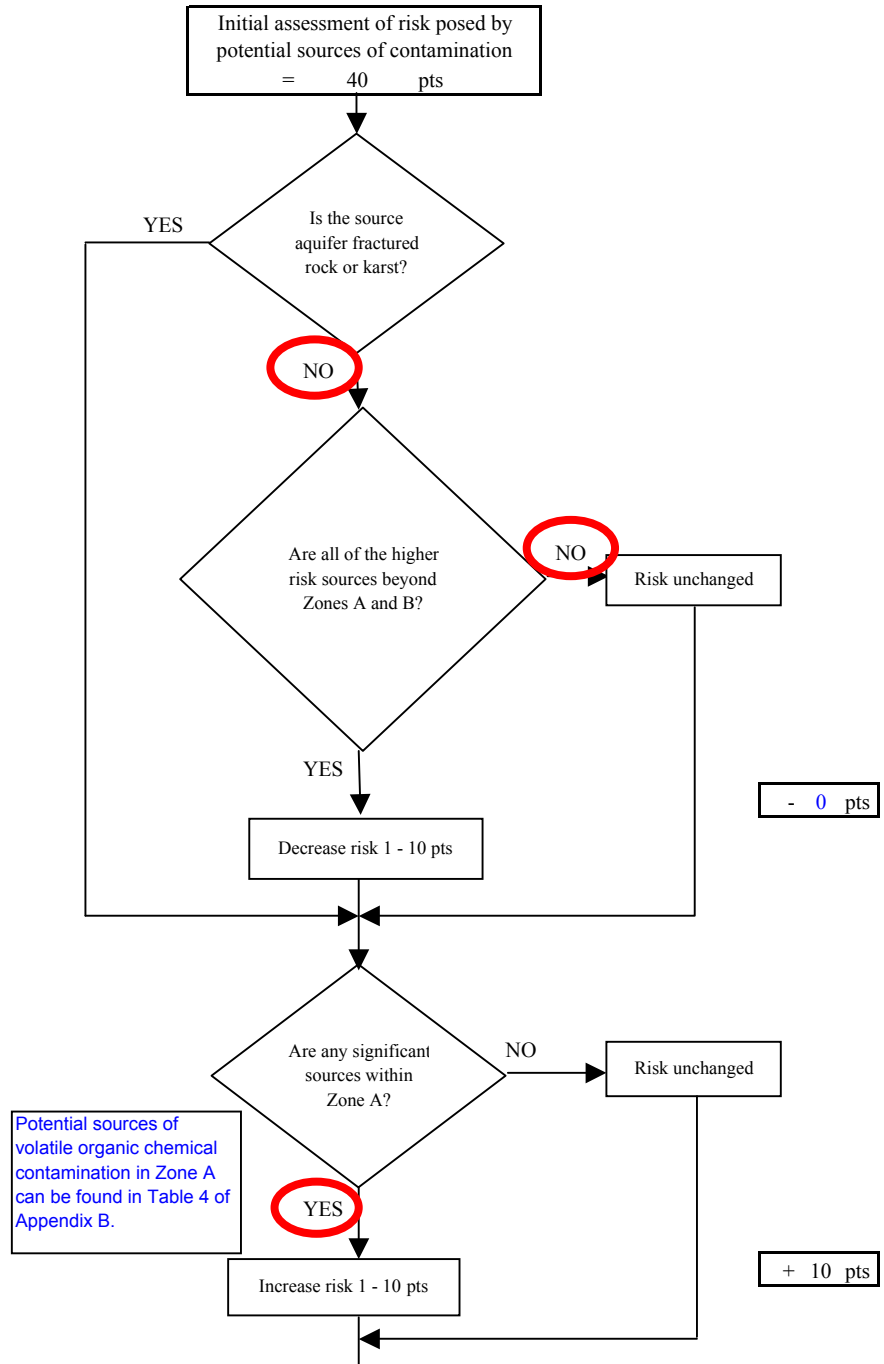 Initial assessment of risk posed by
potential sources of contamination
= 40 pts
YES
Is the source
aquifer fractured
rock or karst?
NO
Are all of the higher
risk sources beyond
Zones A and B?
NO
Risk unchanged
YES
- 0 pts
Decrease risk 1 - 10 pts
Are any significant
sources within
Zone A?
NO
Risk unchanged
Potential sources of
volatile organic chemical
contamination in Zone A
can be found in Table 4 of
Appendix B.
YES
+ 10 pts
Increase risk 1 - 10 pts